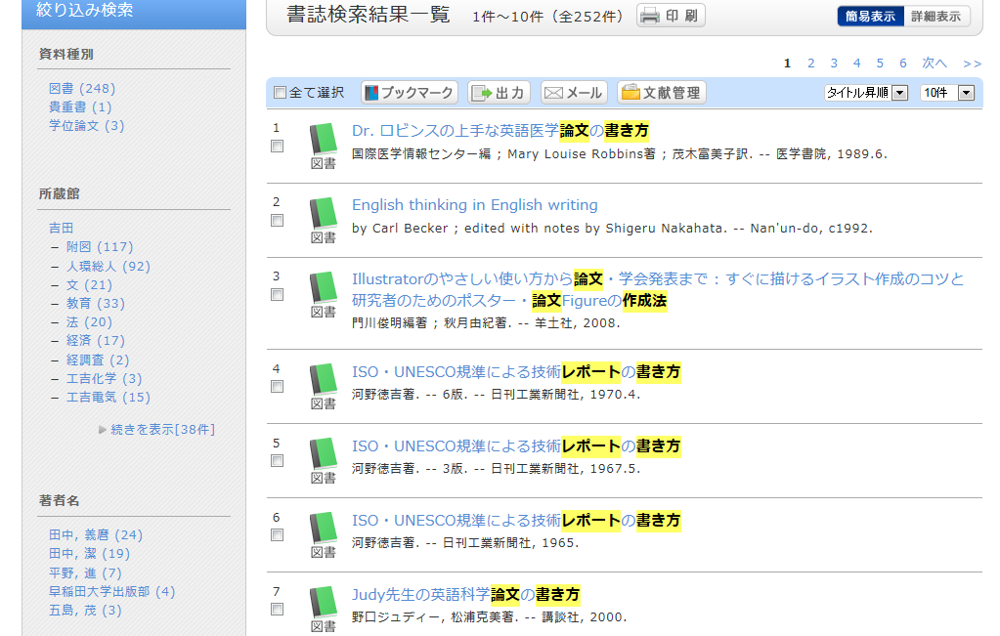 絞り込み検索
資料種別
図書 (248)
貴重書 (1)
学位論文 (3)
所蔵館
吉田
− 附図 (117)
− 人環総人 (92)
− 文 (21)
− 教育 (33)
− 法 (20)
− 経済 (17)
− 経調査 (2)
− 工吉化学 (3)
− 工吉電気 (15)
続きを表示[38件]
著者名
田中, 義麿 (24)
田中, 潔 (19)
平野, 進 (7)
早稲田大学出版部 (4)
五島, 茂 (3)
書誌検索結果一覧 1件～10件（全252件） 印 刷 簡易表示 詳細表示
1 2 3 4 5 6 次へ >>
全て選択 ブックマーク 出力 メール 文献管理 タイトル昇順 10件
1 図書
Dr. ロビンスの上手な英語医学論文の書き方
国際医学情報センター編 ; Mary Louise Robbins著 ; 茂木富美子訳. -- 医学書院, 1989.6.
2 図書
English thinking in English writing
by Carl Becker ; edited with notes by Shigeru Nakahata. -- Nan'un-do, c1992.
3 図書
Illustratorのやさしい使い方から論文・学会発表まで : すぐに描けるイラスト作成のコツと
研究者のためのポスター・論文Figureの作成法
門川俊明編著 ; 秋月由紀著. -- 羊土社, 2008.
4 図書
ISO・UNESCO規準による技術レポートの書き方
河野徳吉著. -- 6版. -- 日刊工業新聞社, 1970.4.
5 図書
ISO・UNESCO規準による技術レポートの書き方
河野徳吉著. -- 3版. -- 日刊工業新聞社, 1967.5.
6 図書
ISO・UNESCO規準による技術レポートの書き方
河野徳吉著. -- 日刊工業新聞社, 1965.
7 図書
Judy先生の英語科学論文の書き方
野口ジュディー, 松浦克美著. -- 講談社, 2000.